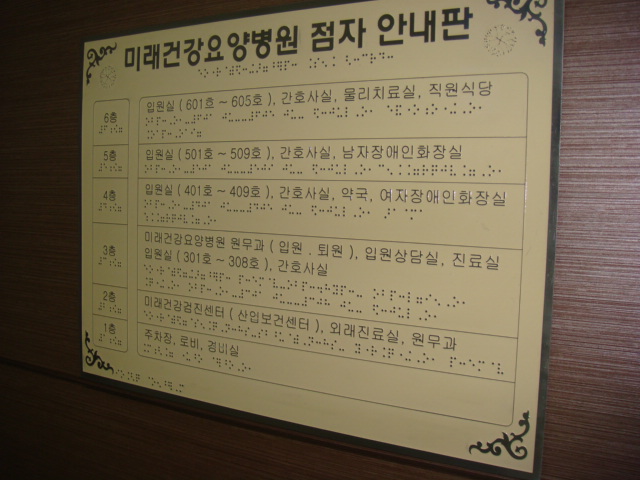 미래건강요양병원 점자 안내판
6층
입원실 ( 601호 ~ 605호 ), 간호사실, 물리치료실, 직원식당
5층
입원실 ( 501호 ~ 509호 ), 간호사실, 남자장애인화장실
4층
입원실 ( 401호 ~ 409호 ), 간호사실, 약국, 여자장애인화장실
3층
미래건강요양병원 원무과 ( 입원 . 퇴원 ), 입원상담실, 진료실
입원실 ( 301호 ~ 308호 ), 간호사실
2층
미래건강검진센터 ( 산업보건센터 ), 외래진료실, 원무과
1층
주차장, 로비, 경비실